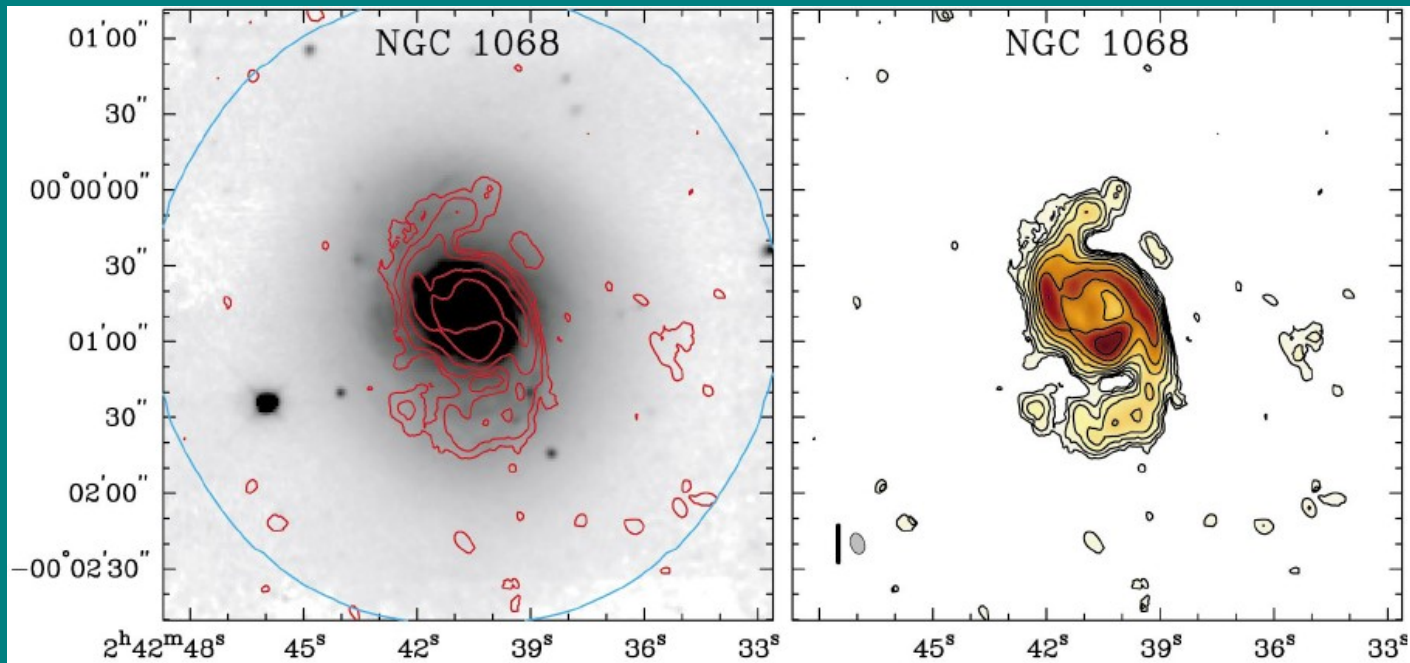 NGC 1068
NGC 1068
01'00"
30"
00°00'00"
30"
01'00"
30"
02'00"
−00°02'30"
2ʰ42ᵐ48ˢ 45ˢ 42ˢ 39ˢ 36ˢ 33ˢ
45ˢ 42ˢ 39ˢ 36ˢ 33ˢ